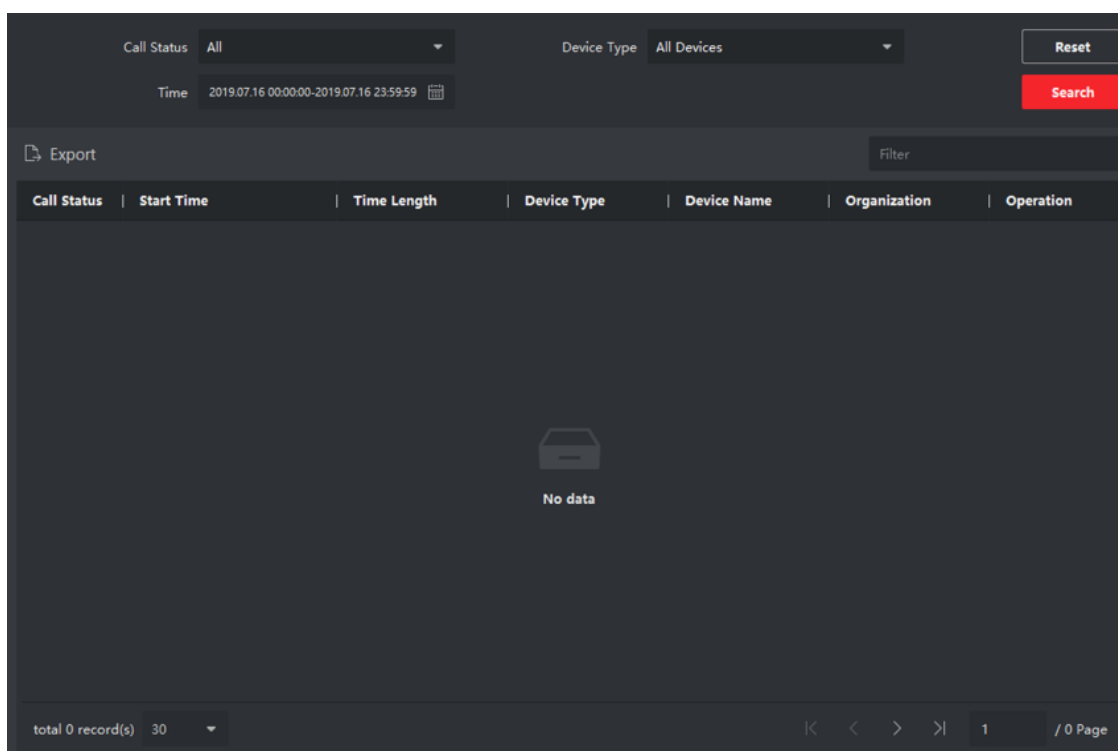 Call Status All Device Type All Devices Reset
Time 2019.07.16 00:00:00-2019.07.16 23:59:59 Search
Export Filter
Call Status | Start Time | Time Length | Device Type | Device Name | Organization | Operation
No data
total 0 record(s) 30 1 / 0 Page